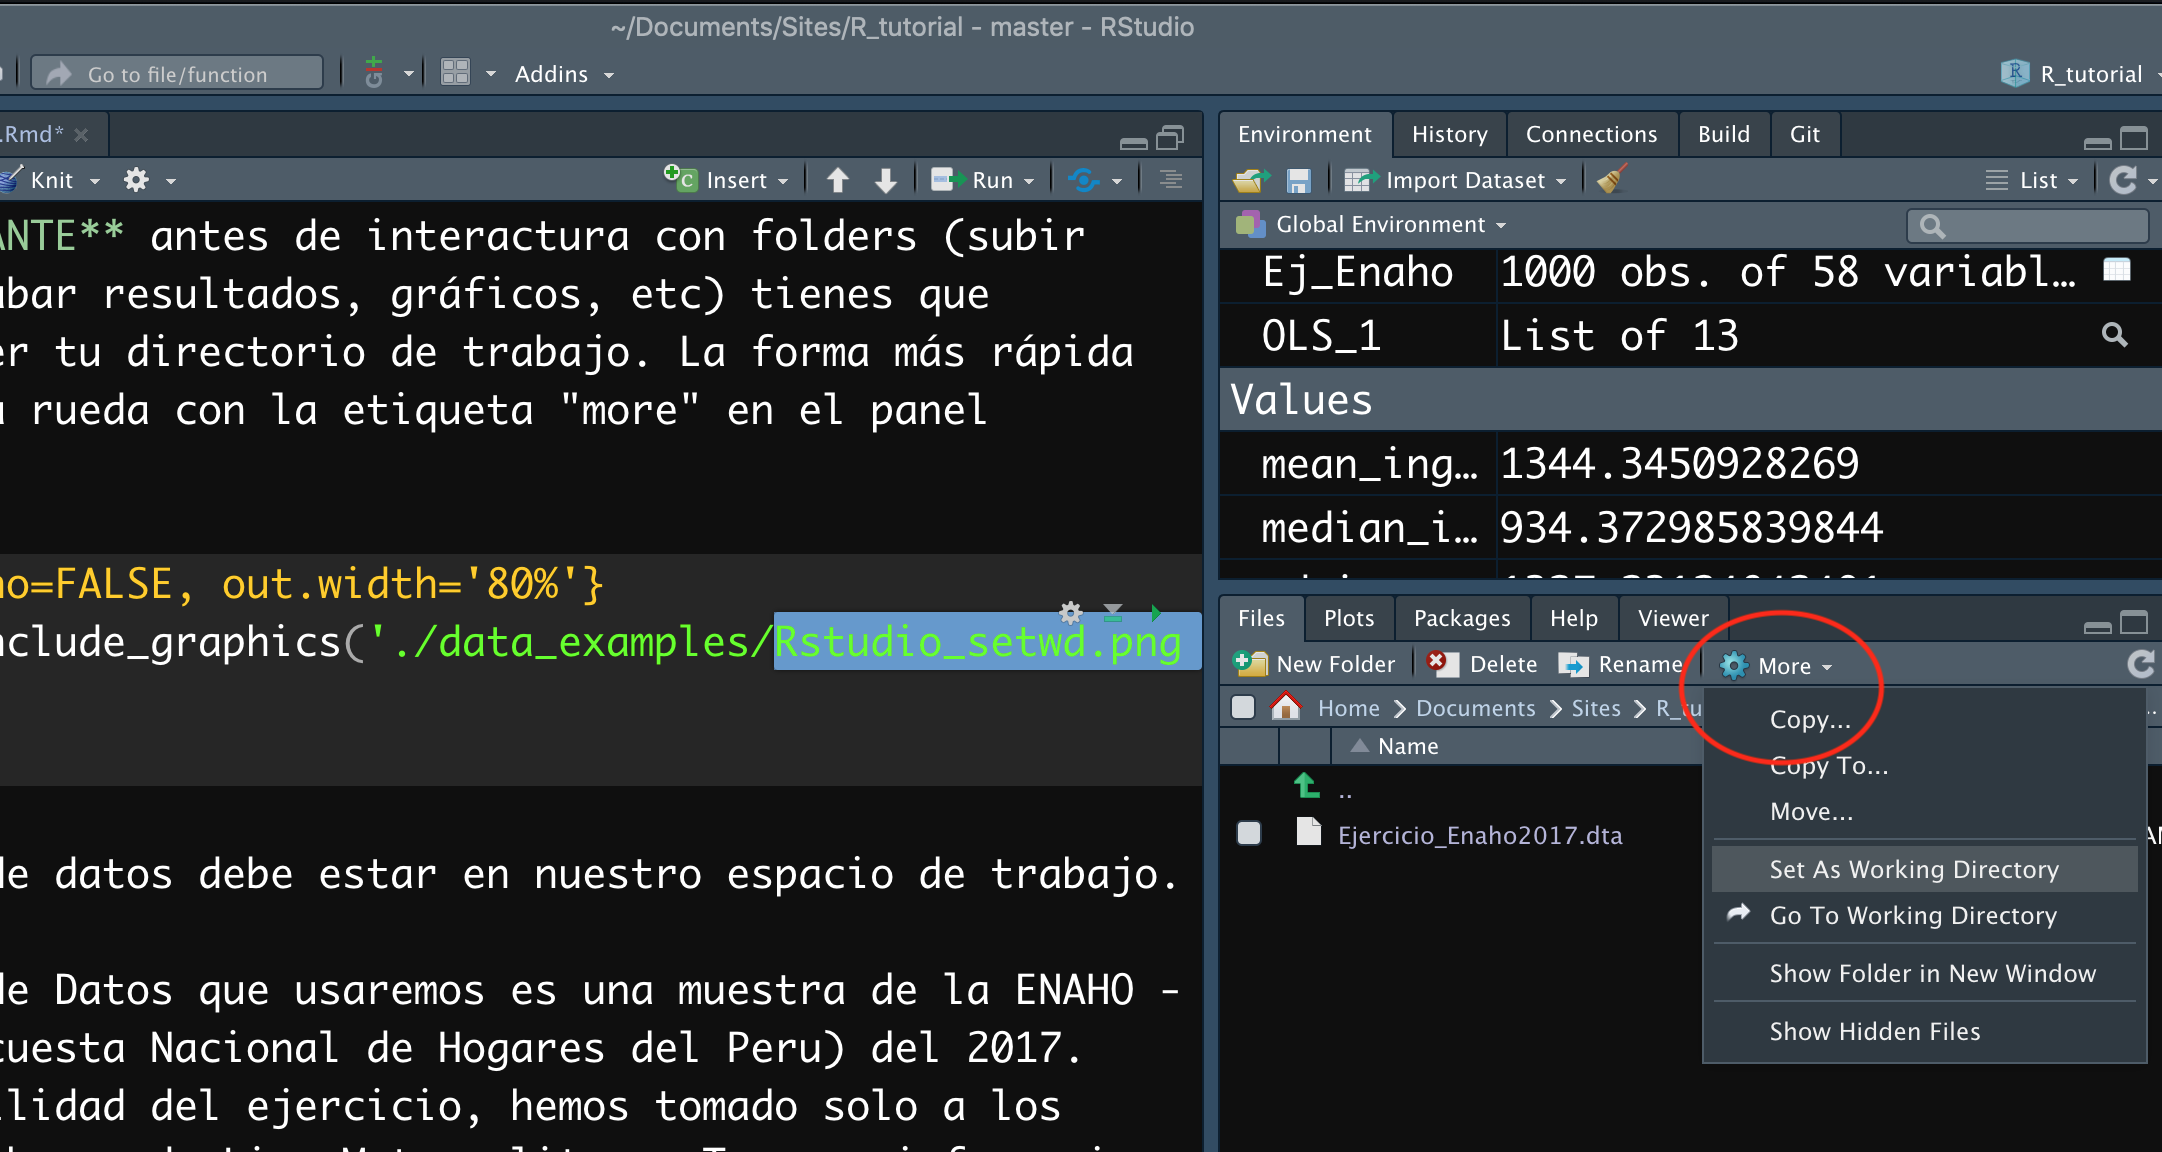 ~/Documents/Sites/R_tutorial - master - RStudio
Go to file/function
Addins
R_tutorial
.Rmd*
Knit
Insert
Run
ANTE** antes de interactura con folders (subir
resultados, gráficos, etc) tienes que
tu directorio de trabajo. La forma más rápida
rueda con la etiqueta "more" en el panel
ho=FALSE, out.width='80%'}
nclude_graphics('./data_examples/Rstudio_setwd.png
de datos debe estar en nuestro espacio de trabajo.
de Datos que usaremos es una muestra de la ENAHO -
cuesta Nacional de Hogares del Peru) del 2017.
ilidad del ejercicio, hemos tomado solo a los
Environment
History
Connections
Build
Git
Import Dataset
List
Global Environment
Ej_Enaho 1000 obs. of 58 variabl…
OLS_1 List of 13
Values
mean_ing… 1344.3450928269
median_i… 934.372985839844
Files
Plots
Packages
Help
Viewer
New Folder
Delete
Rename
More
Home
Documents
Sites
R_tu
Name
..
Ejercicio_Enaho2017.dta
Copy...
Copy To...
Move...
Set As Working Directory
Go To Working Directory
Show Folder in New Window
Show Hidden Files